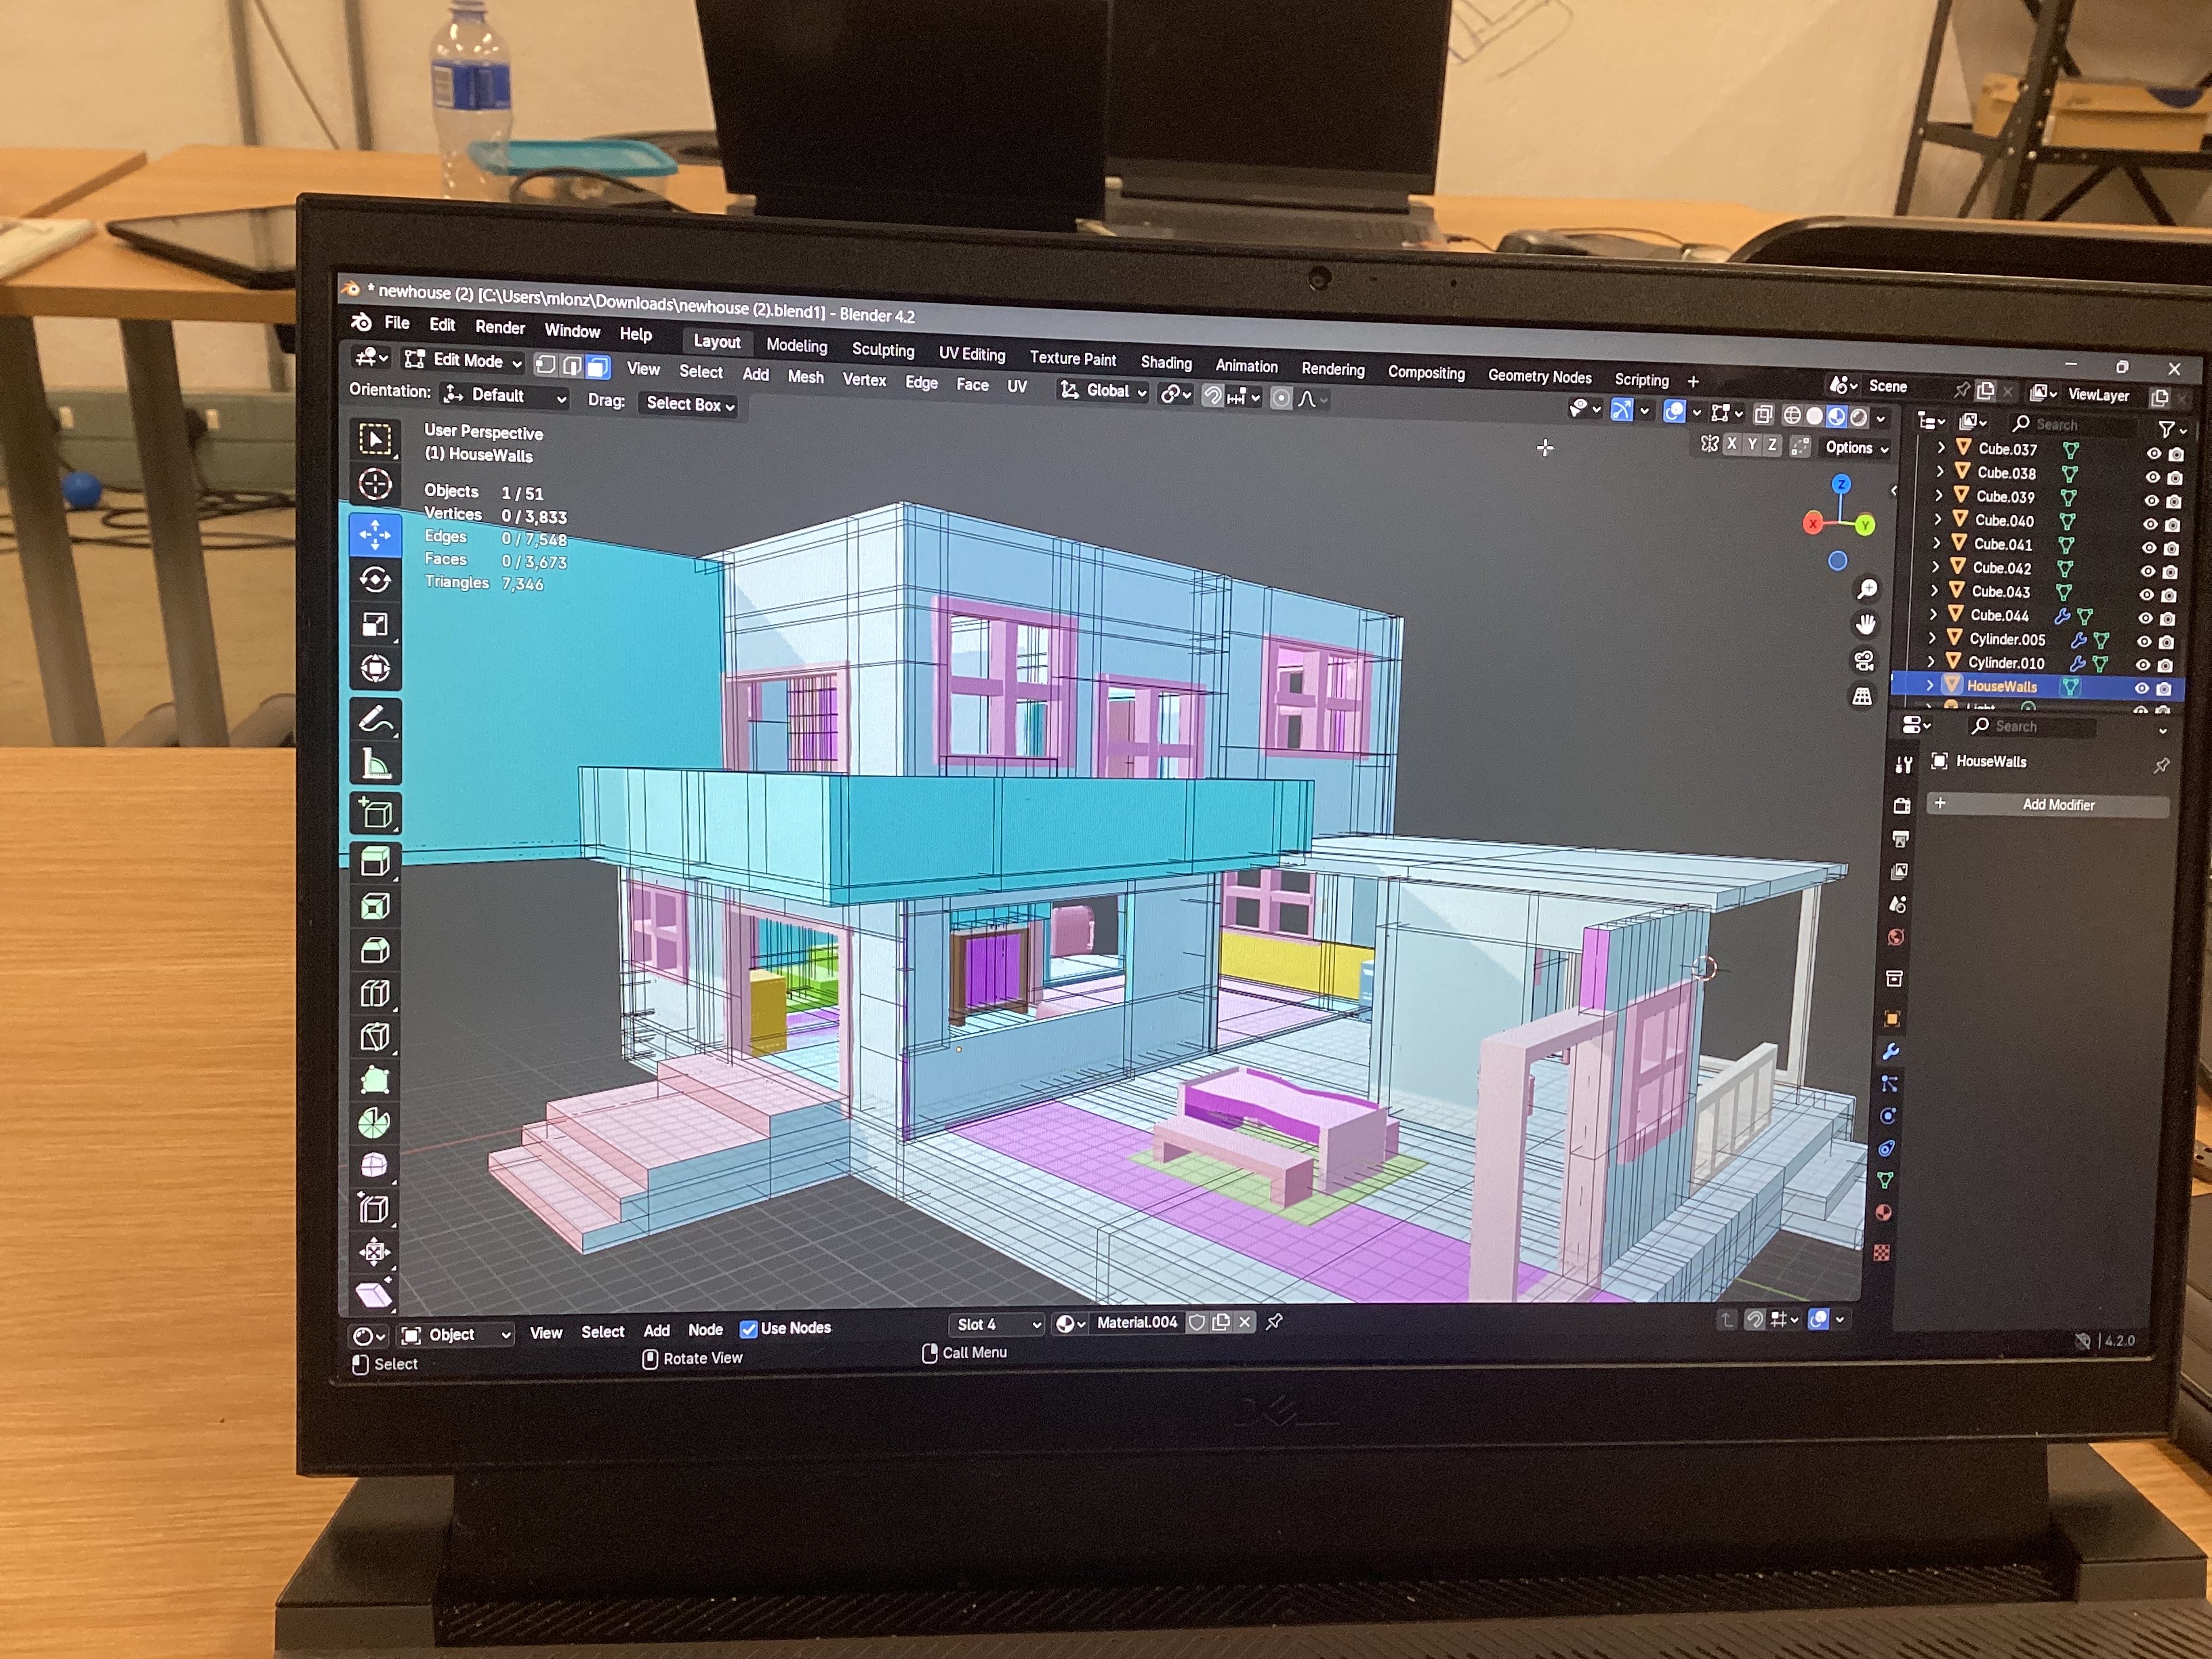 * newhouse (2) [C:\Users\mlonz\Downloads\newhouse (2).blend1] - Blender 4.2
File Edit Render Window Help Layout Modeling Sculpting UV Editing Texture Paint Shading Animation Rendering Compositing Geometry Nodes Scripting + Scene ViewLayer
Edit Mode View Select Add Mesh Vertex Edge Face UV Global
Orientation: Default Drag: Select Box
X Y Z Options
User Perspective
(1) HouseWalls
Objects 1 / 51
Vertices 0 / 3,833
Edges 0 / 7,548
Faces 0 / 3,673
Triangles 7,346
Z
X
Y
Search
Cube.037
Cube.038
Cube.039
Cube.040
Cube.041
Cube.042
Cube.043
Cube.044
Cylinder.005
Cylinder.010
HouseWalls
Light
Search
HouseWalls
+ Add Modifier
Object View Select Add Node Use Nodes Slot 4 Material.004
Select Rotate View Call Menu
4.2.0
DELL